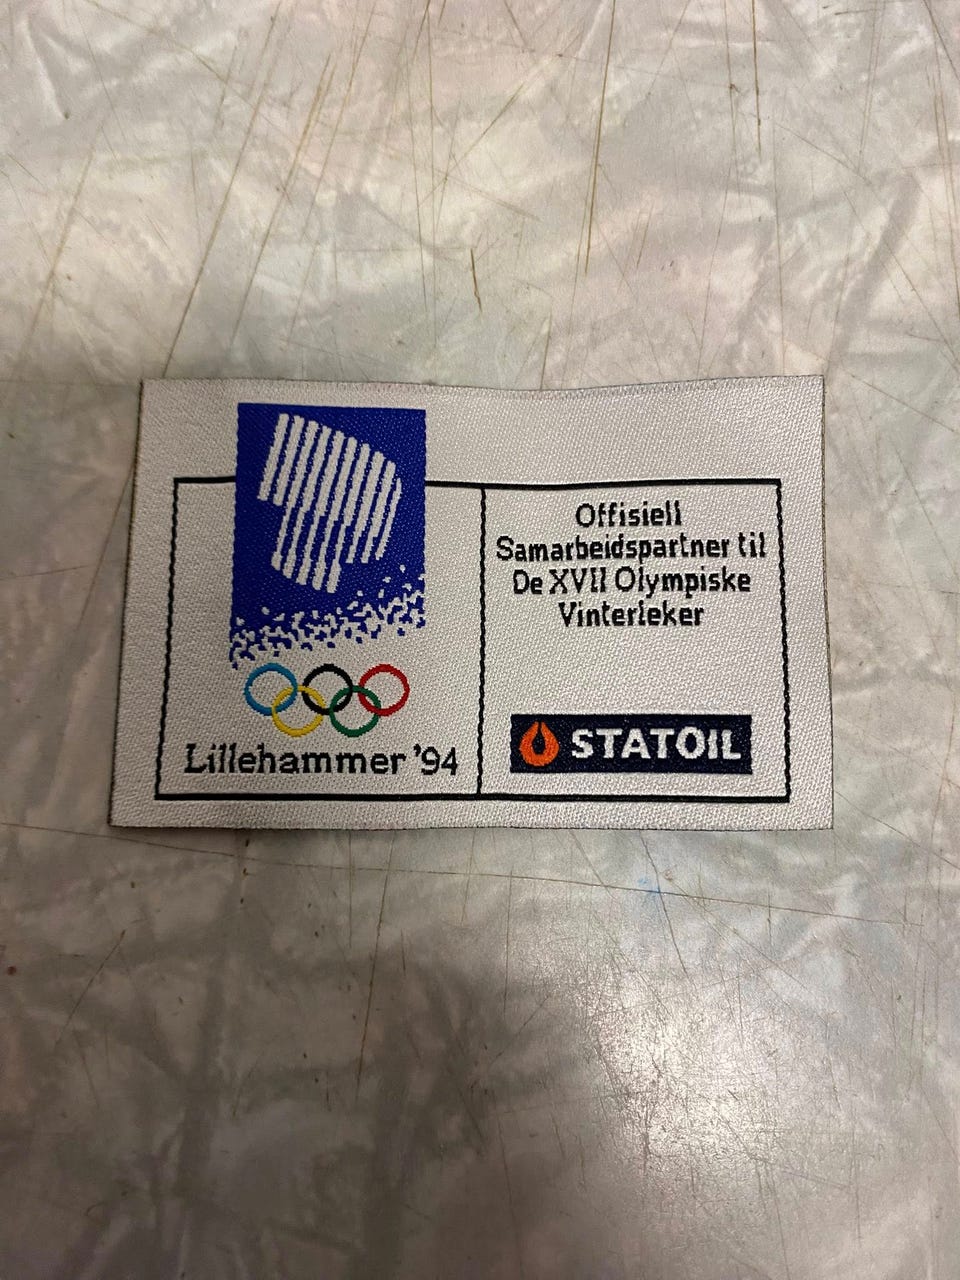 Lillehammer '94
Offisiell
Samarbeidspartner til
De XVII Olympiske
Vinterleker
STATOIL